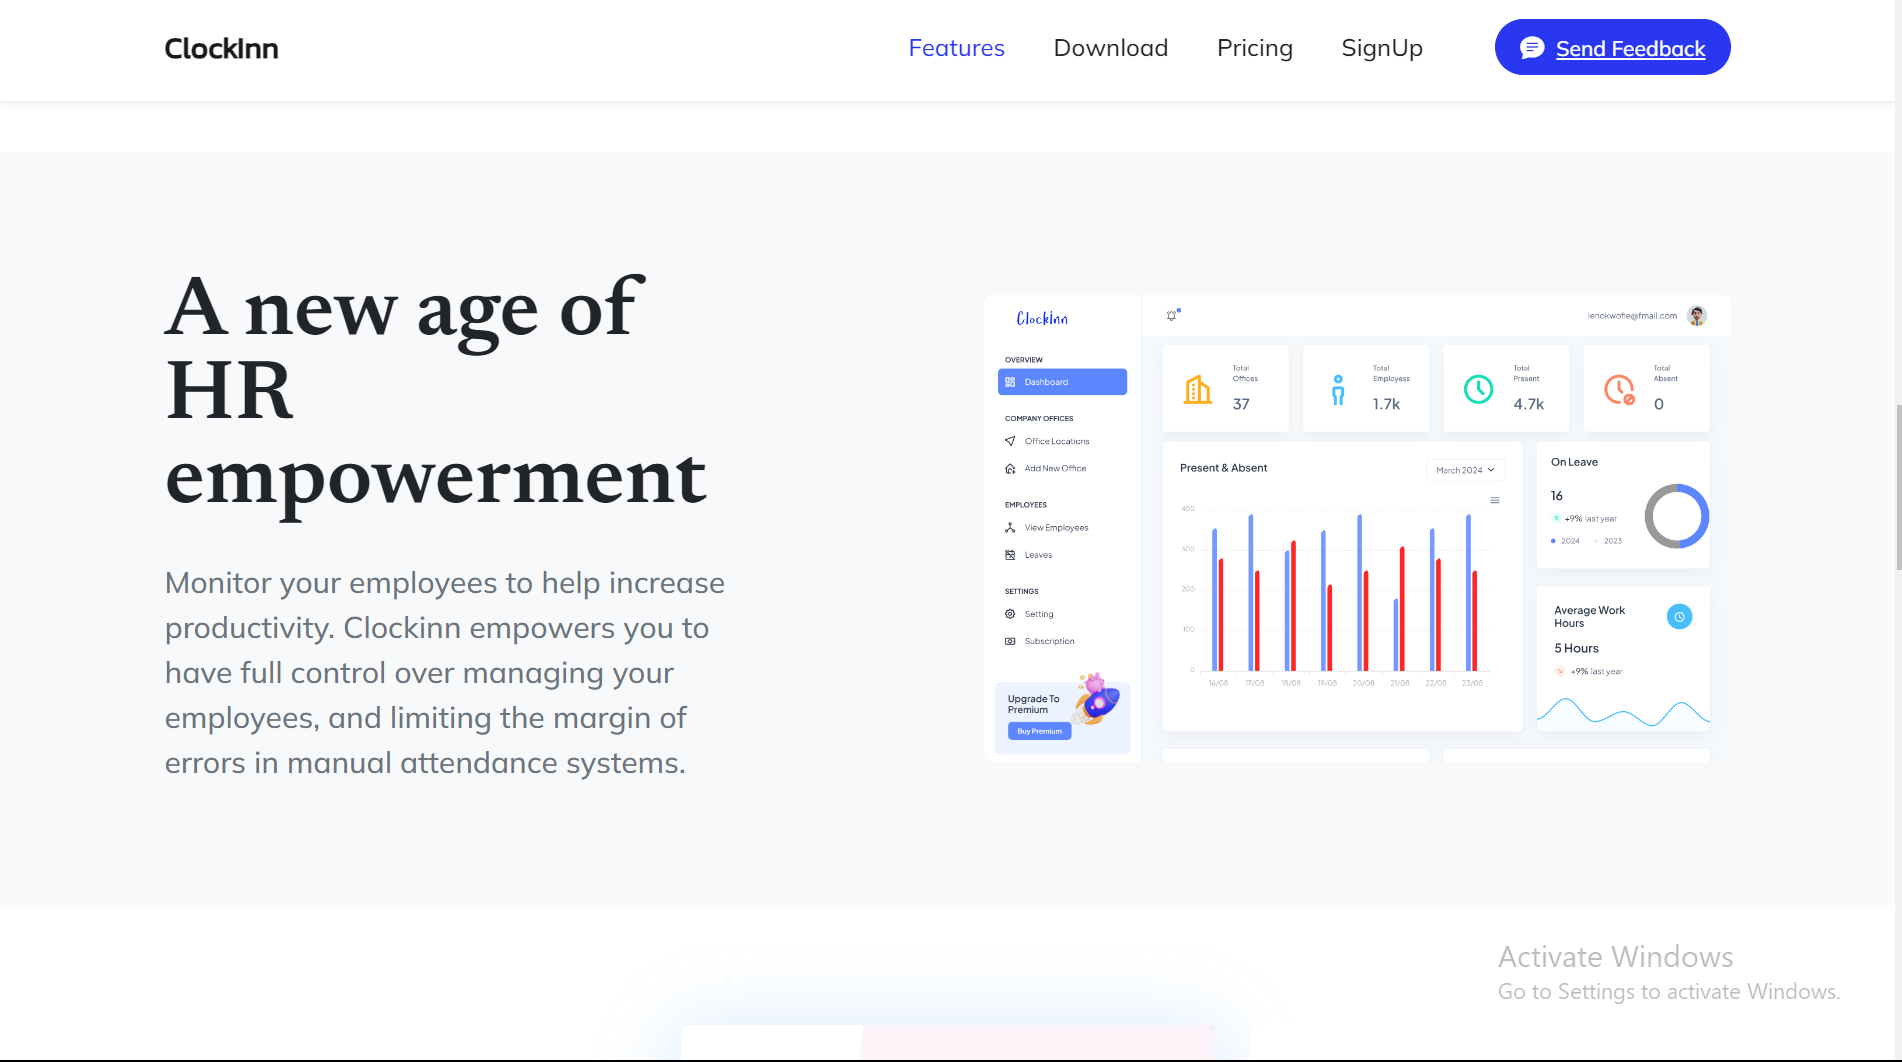 ClockInn
Features
Download
Pricing
SignUp
Send Feedback
A new age of
HR
empowerment
Monitor your employees to help increase
productivity. Clockinn empowers you to
have full control over managing your
employees, and limiting the margin of
errors in manual attendance systems.
ClockInn
lenokwofie@fmail.com
OVERVIEW
Dashboard
COMPANY OFFICES
Office Locations
Add New Office
EMPLOYEES
View Employees
Leaves
SETTINGS
Setting
Subscription
Upgrade To
Premium
Buy Premium
Total
Offices
37
Total
Employess
1.7k
Total
Present
4.7k
Total
Absent
0
Present & Absent
March 2024
400
300
200
100
0
16/08
17/08
18/08
19/08
20/08
21/08
22/08
23/08
On Leave
16
+9% last year
2024
2023
Average Work
Hours
5 Hours
+9% last year
Activate Windows
Go to Settings to activate Windows.